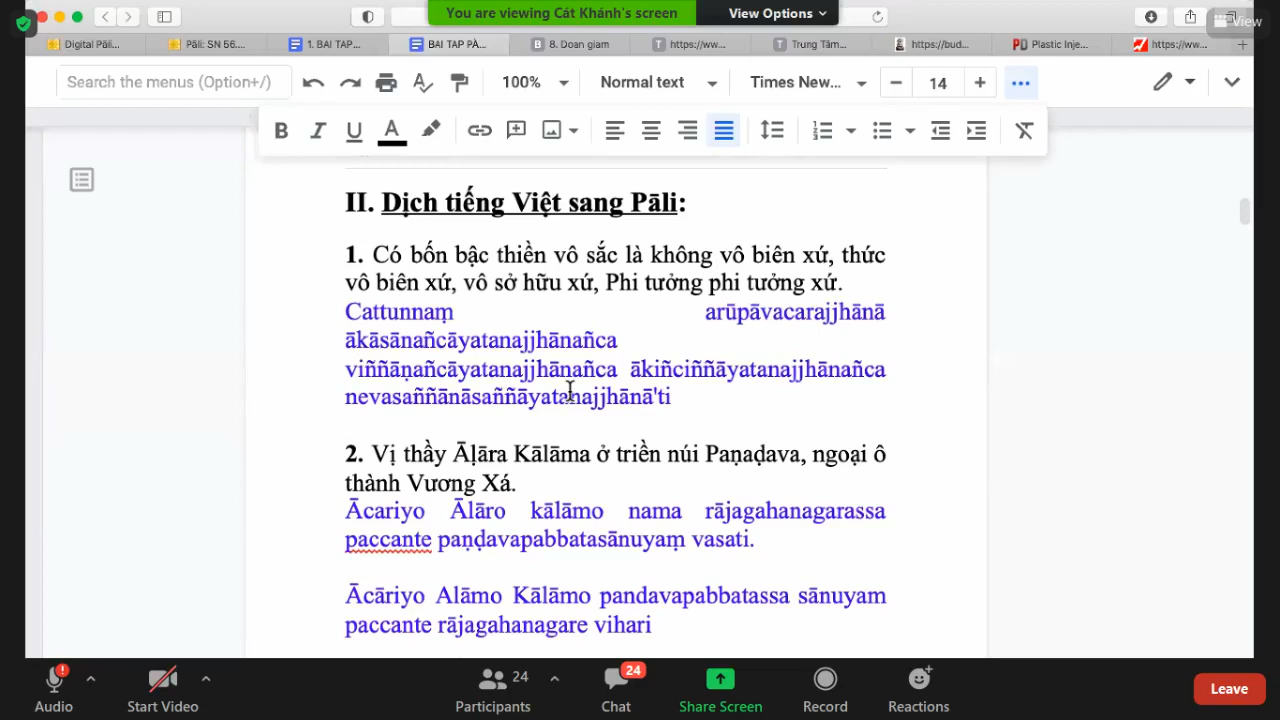 You are viewing Cát Khánh's screen
View Options
View
Digital Pāli...
Pāli: SN 56....
1. BAI TAP...
BAI TAP PÀ...
8. Doan giam
https://ww...
Trung Tâm...
https://bud...
Plastic Inje...
https://ww...
Search the menus (Option+/)
100%
Normal text
Times New...
14
II. Dịch tiếng Việt sang Pāli:
1. Có bốn bậc thiền vô sắc là không vô biên xứ, thức
vô biên xứ, vô sở hữu xứ, Phi tưởng phi tưởng xứ.
Cattunnaṃ arūpāvacarajjhānā
ākāsānañcāyatanajjhānañca
viññāṇañcāyatanajjhānañca ākiñciññāyatanajjhānañca
nevasaññānāsaññāyatanajjhānā'ti
2. Vị thầy Āḷāra Kālāma ở triền núi Paṇaḍava, ngoại ô
thành Vương Xá.
Ācariyo Ālāro kālāmo nama rājagahanagarassa
paccante paṇḍavapabbatasānuyaṃ vasati.
Ācāriyo Alāmo Kālāmo pandavapabbatassa sānuyam
paccante rājagahanagare vihari
Audio
Start Video
24
Participants
24
Chat
Share Screen
Record
Reactions
Leave